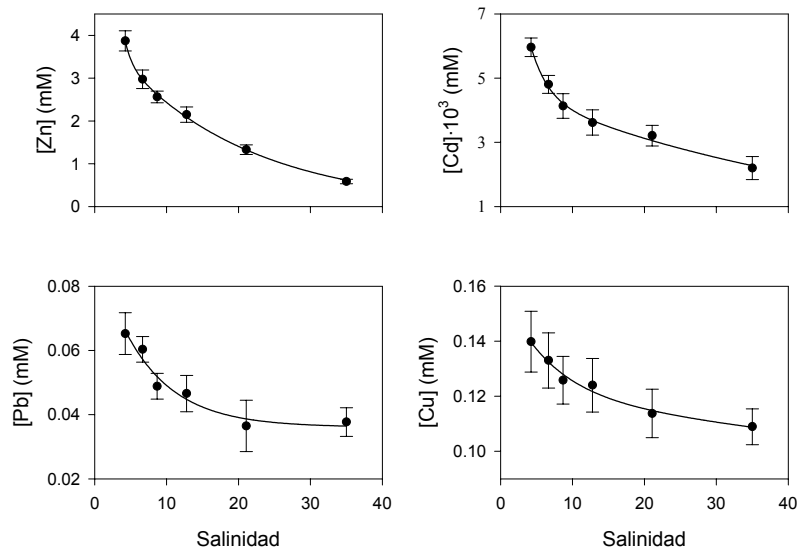 [Zn] (mM)
4
3
2
1
0
[Cd]·10³ (mM)
7
5
3
1
[Pb] (mM)
0.08
0.06
0.04
0.02
0 10 20 30 40
Salinidad
[Cu] (mM)
0.16
0.14
0.12
0.10
0 10 20 30 40
Salinidad